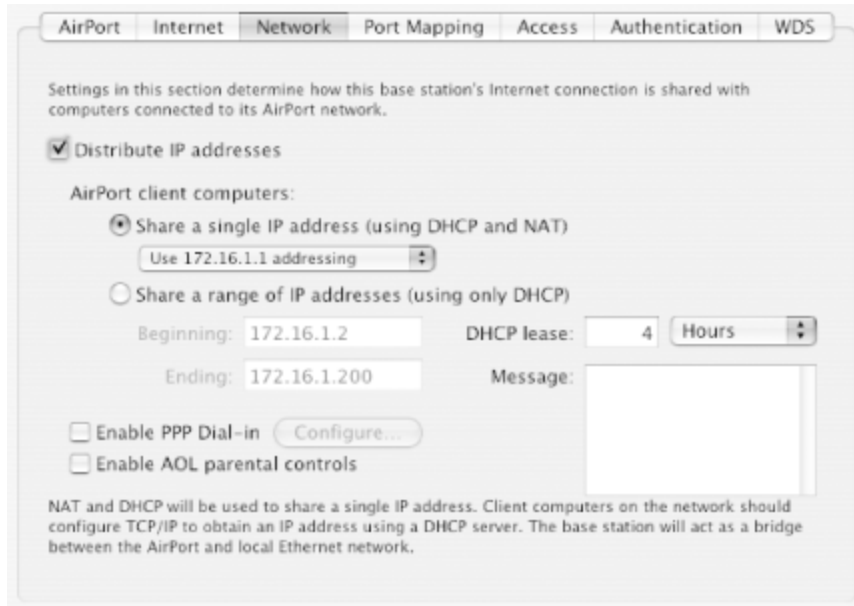 AirPort Internet Network Port Mapping Access Authentication WDS
Settings in this section determine how this base station's Internet connection is shared with
computers connected to its AirPort network.
Distribute IP addresses
AirPort client computers:
Share a single IP address (using DHCP and NAT)
Use 172.16.1.1 addressing
Share a range of IP addresses (using only DHCP)
Beginning: 172.16.1.2 DHCP lease: 4 Hours
Ending: 172.16.1.200 Message:
Enable PPP Dial-in Configure...
Enable AOL parental controls
NAT and DHCP will be used to share a single IP address. Client computers on the network should
configure TCP/IP to obtain an IP address using a DHCP server. The base station will act as a bridge
between the AirPort and local Ethernet network.